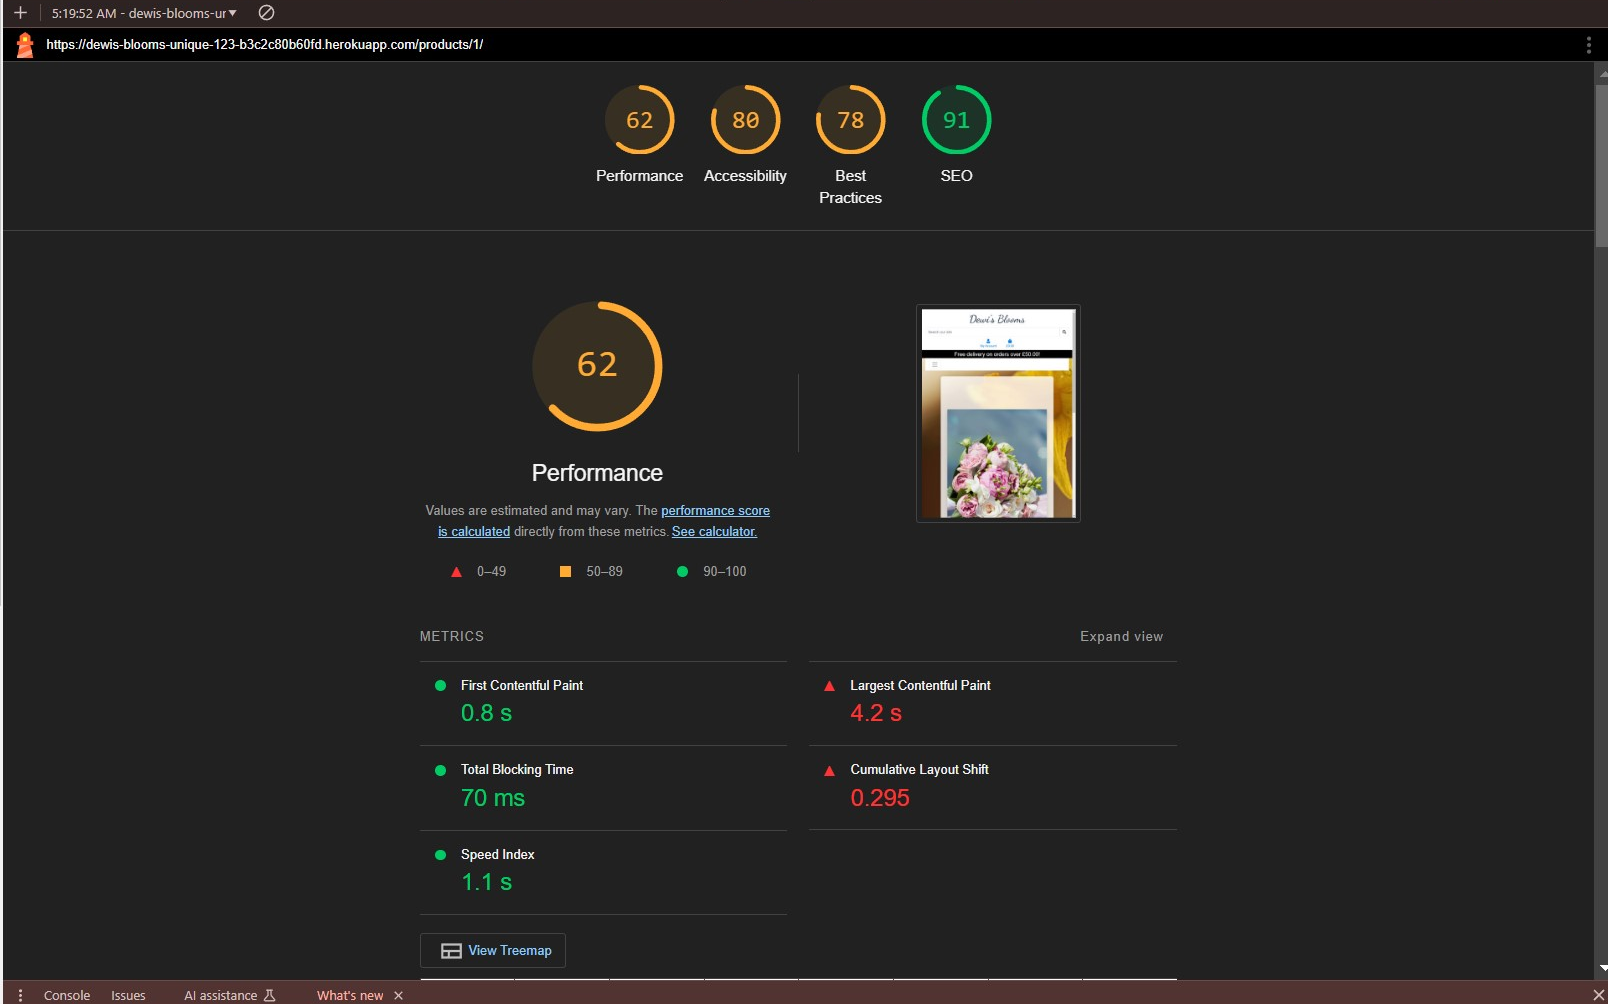 5:19:52 AM - dewis-blooms-ur
https://dewis-blooms-unique-123-b3c2c80b60fd.herokuapp.com/products/1/
62 80 78 91
Performance Accessibility Best Practices SEO
62
Performance
Values are estimated and may vary. The performance score
is calculated directly from these metrics. See calculator.
0–49 50–89 90–100
Dewi's Blooms
Free delivery on orders over £50.00!
METRICS Expand view
First Contentful Paint
0.8 s
Largest Contentful Paint
4.2 s
Total Blocking Time
70 ms
Cumulative Layout Shift
0.295
Speed Index
1.1 s
View Treemap
Console Issues AI assistance What's new